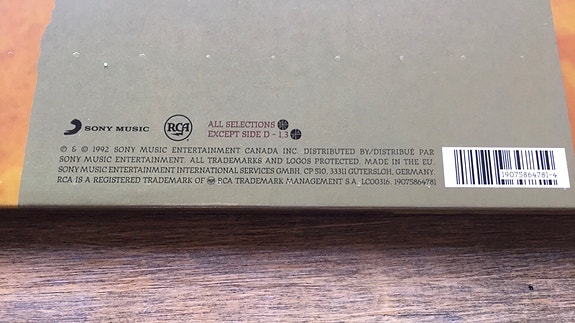 SONY MUSIC
RCA
ALL SELECTIONS
EXCEPT SIDE D - 1,3
℗ & © 1992 SONY MUSIC ENTERTAINMENT CANADA INC. DISTRIBUTED BY/DISTRIBUÉ PAR
SONY MUSIC ENTERTAINMENT. ALL TRADEMARKS AND LOGOS PROTECTED. MADE IN THE EU.
SONY MUSIC ENTERTAINMENT INTERNATIONAL SERVICES GMBH, CP 510, 33311 GÜTERSLOH, GERMANY.
RCA IS A REGISTERED TRADEMARK OF RCA TRADEMARK MANAGEMENT S.A. LC00316. 19075864781
19075864781-4